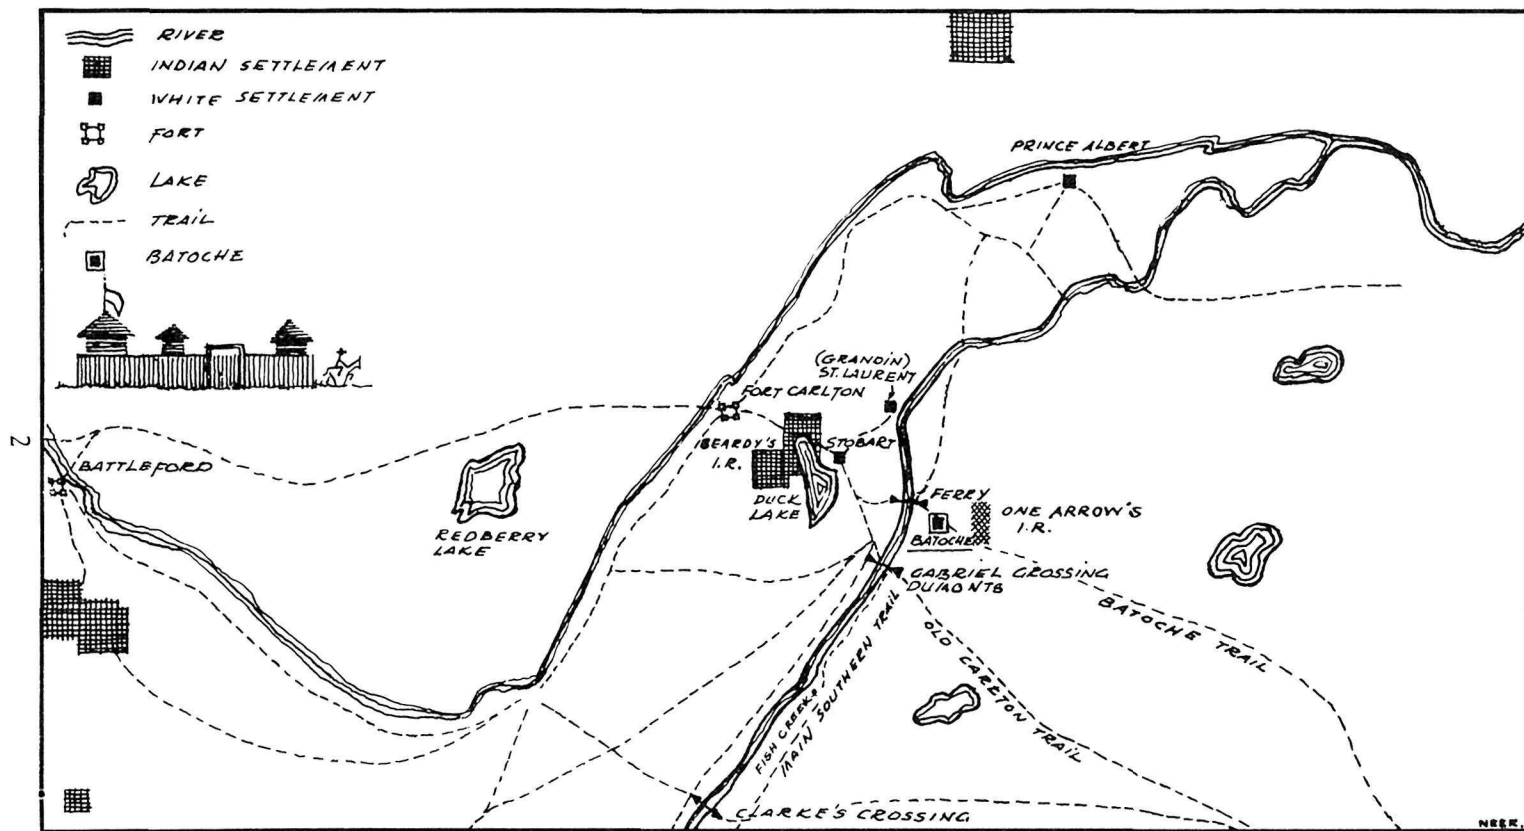 RIVER
INDIAN SETTLEMENT
WHITE SETTLEMENT
FORT
LAKE
TRAIL
BATOCHE
PRINCE ALBERT
(GRANDIN)
ST. LAURENT
FORT CARLTON
BEARDY'S
I.R.
STOBART
DUCK
LAKE
BATTLEFORD
REDBERRY
LAKE
FERRY
ONE ARROW'S
I.R.
BATOCHE
GABRIEL CROSSING
DUMONTS
BATOCHE TRAIL
OLD CARLTON TRAIL
FISH CREEK
MAIN SOUTHERN TRAIL
CLARKE'S CROSSING
2